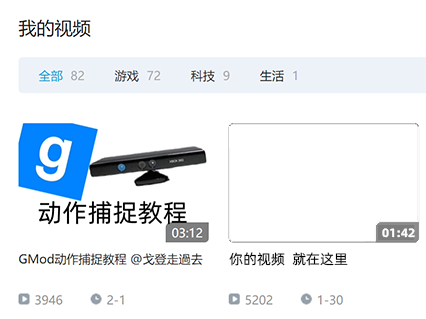 我的视频
全部 82 游戏 72 科技 9 生活 1
g
XBOX 360
动作捕捉教程
03:12
01:42
GMod动作捕捉教程 @戈登走過去
你的视频 就在这里
3946 2-1
5202 1-30